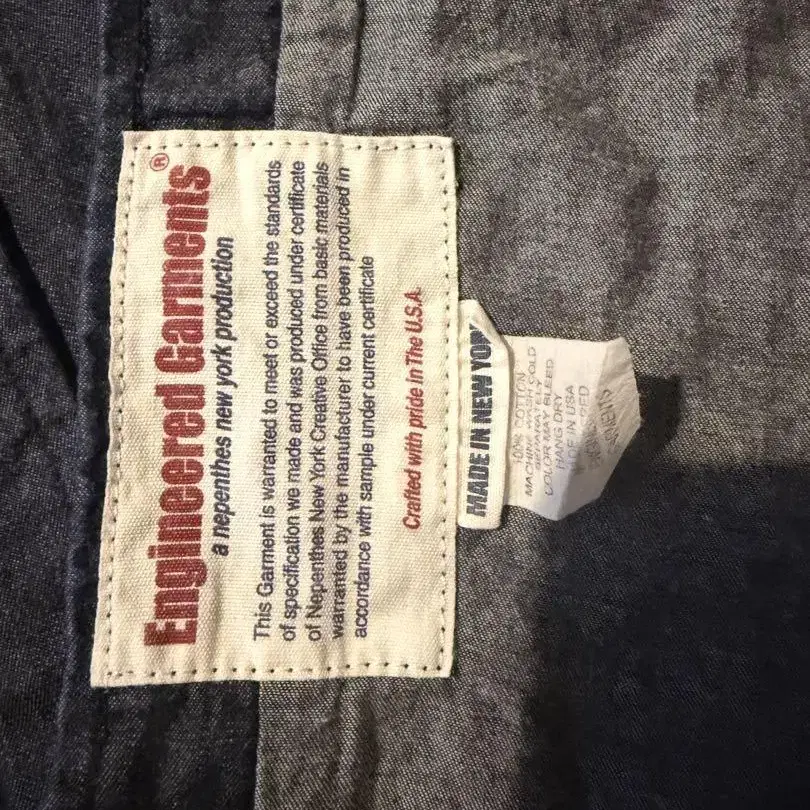 Engineered Garments®
a nepenthes new york production
This Garment is warranted to meet or exceed the standards
of specification we made and was produced under certificate
of Nepenthes New York Creative Office from basic materials
warranted by the manufacturer to have been produced in
accordance with sample under current certificate
Crafted with pride in The U.S.A.
MADE IN NEW YORK
100% COTTON
MACHINE WASH COLD
SEPARATELY
COLOR MAY BLEED
HANG DRY
MADE IN USA